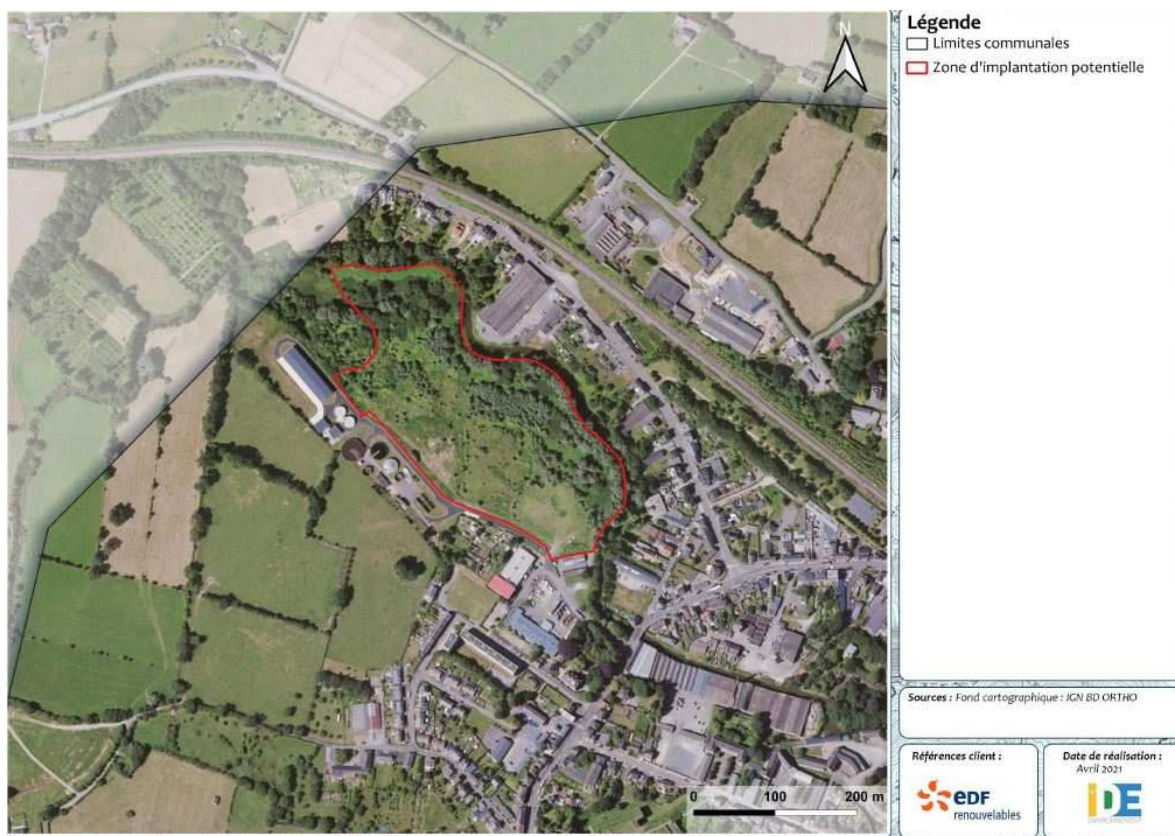 N
Légende
Limites communales
Zone d'implantation potentielle
0 100 200 m
Sources : Fond cartographique : IGN BD ORTHO
Références client :
edf
renouvelables
Date de réalisation :
Avril 2021
iDE
ENVIRONNEMENT